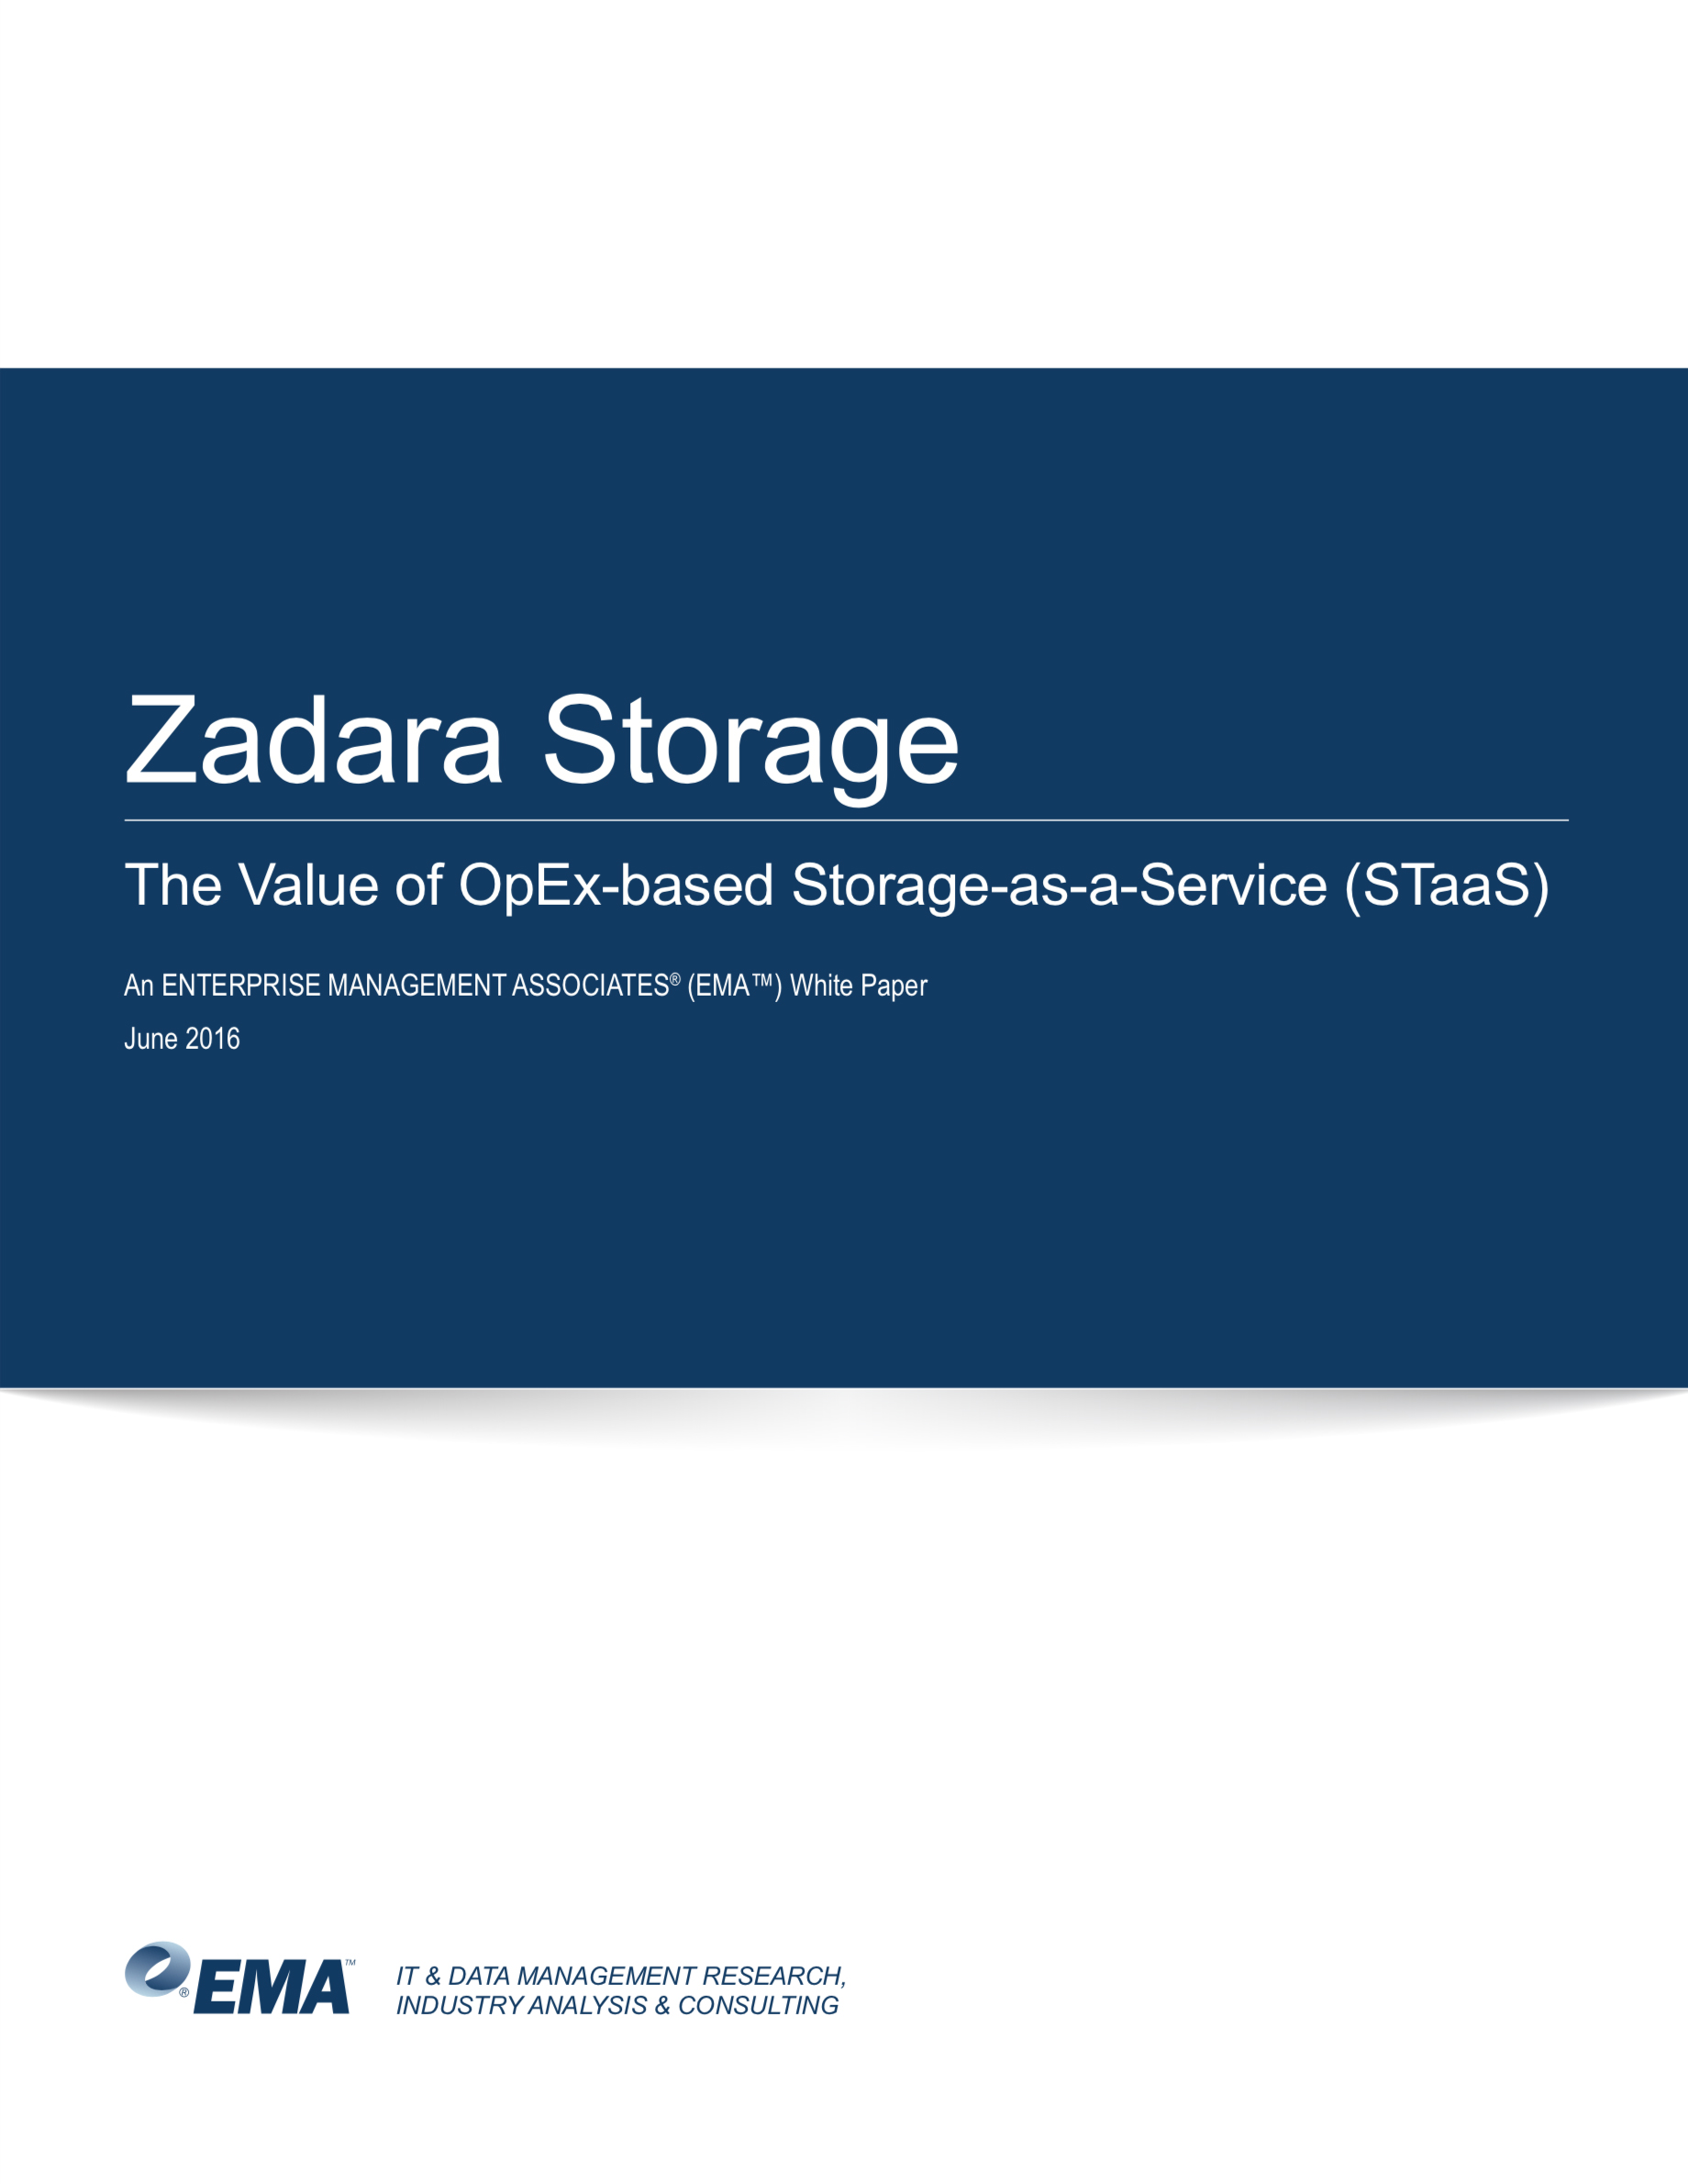 Zadara Storage
The Value of OpEx-based Storage-as-a-Service (STaaS)
An ENTERPRISE MANAGEMENT ASSOCIATES® (EMA™) White Paper
June 2016
® EMA™
IT & DATA MANAGEMENT RESEARCH,
INDUSTRY ANALYSIS & CONSULTING